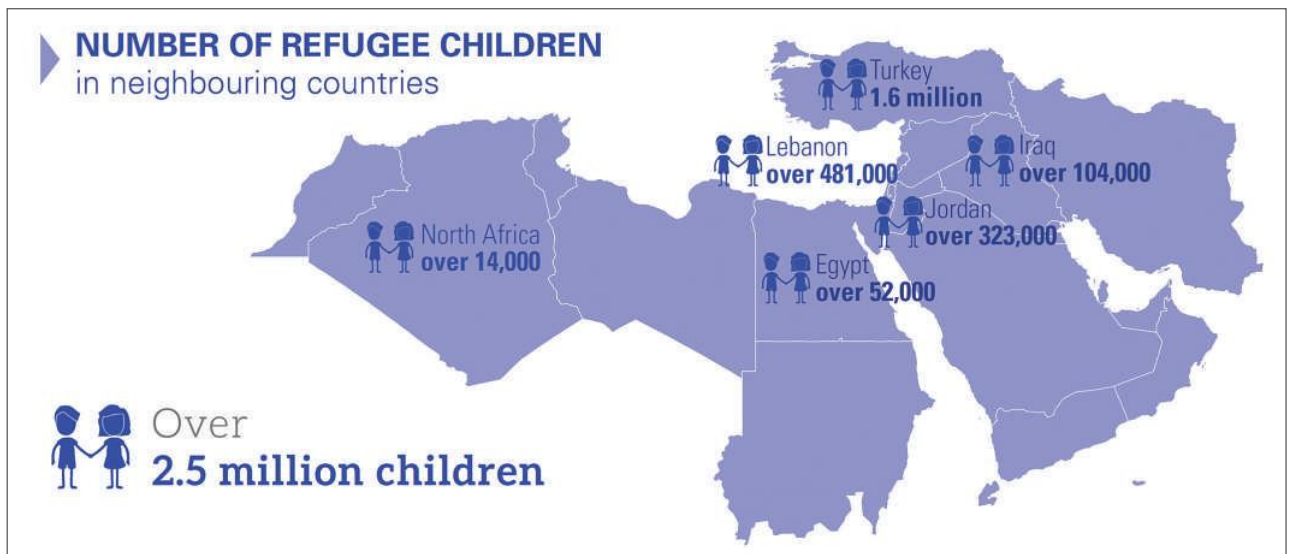 NUMBER OF REFUGEE CHILDREN
in neighbouring countries
Turkey
1.6 million
Lebanon
over 481,000
Iraq
over 104,000
Jordan
over 323,000
North Africa
over 14,000
Egypt
over 52,000
Over
2.5 million children